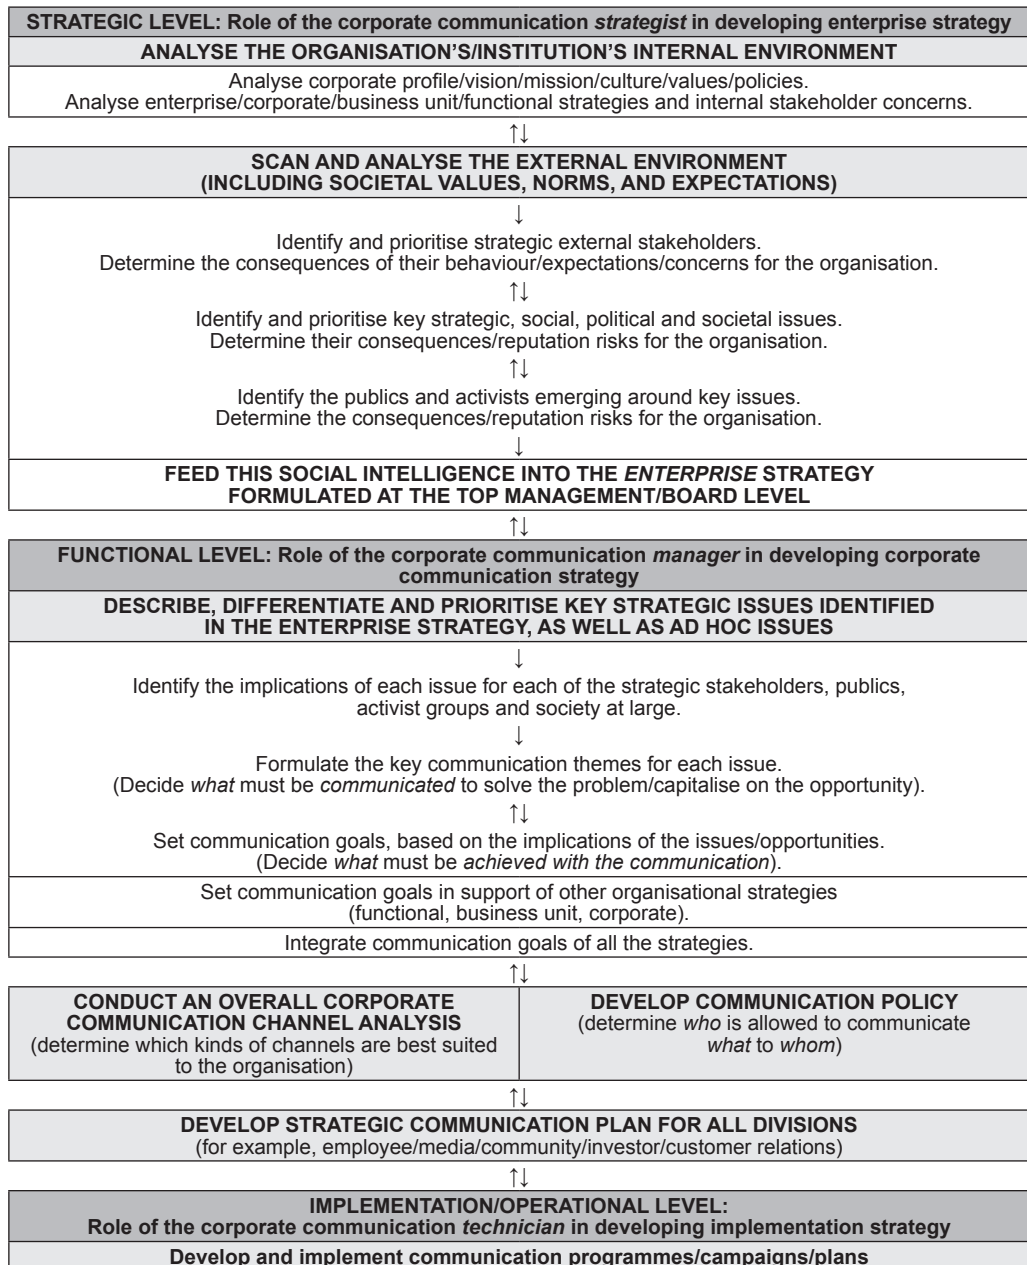 STRATEGIC LEVEL: Role of the corporate communication strategist in developing enterprise strategy
ANALYSE THE ORGANISATION'S/INSTITUTION'S INTERNAL ENVIRONMENT
Analyse corporate profile/vision/mission/culture/values/policies.
Analyse enterprise/corporate/business unit/functional strategies and internal stakeholder concerns.
↑↓
SCAN AND ANALYSE THE EXTERNAL ENVIRONMENT
(INCLUDING SOCIETAL VALUES, NORMS, AND EXPECTATIONS)
↓
Identify and prioritise strategic external stakeholders.
Determine the consequences of their behaviour/expectations/concerns for the organisation.
↑↓
Identify and prioritise key strategic, social, political and societal issues.
Determine their consequences/reputation risks for the organisation.
↑↓
Identify the publics and activists emerging around key issues.
Determine the consequences/reputation risks for the organisation.
↓
FEED THIS SOCIAL INTELLIGENCE INTO THE ENTERPRISE STRATEGY
FORMULATED AT THE TOP MANAGEMENT/BOARD LEVEL
↑↓
FUNCTIONAL LEVEL: Role of the corporate communication manager in developing corporate
communication strategy
DESCRIBE, DIFFERENTIATE AND PRIORITISE KEY STRATEGIC ISSUES IDENTIFIED
IN THE ENTERPRISE STRATEGY, AS WELL AS AD HOC ISSUES
↓
Identify the implications of each issue for each of the strategic stakeholders, publics,
activist groups and society at large.
↓
Formulate the key communication themes for each issue.
(Decide what must be communicated to solve the problem/capitalise on the opportunity).
↑↓
Set communication goals, based on the implications of the issues/opportunities.
(Decide what must be achieved with the communication).
Set communication goals in support of other organisational strategies
(functional, business unit, corporate).
Integrate communication goals of all the strategies.
↑↓
CONDUCT AN OVERALL CORPORATE
COMMUNICATION CHANNEL ANALYSIS
(determine which kinds of channels are best suited
to the organisation)
DEVELOP COMMUNICATION POLICY
(determine who is allowed to communicate
what to whom)
↑↓
DEVELOP STRATEGIC COMMUNICATION PLAN FOR ALL DIVISIONS
(for example, employee/media/community/investor/customer relations)
↑↓
IMPLEMENTATION/OPERATIONAL LEVEL:
Role of the corporate communication technician in developing implementation strategy
Develop and implement communication programmes/campaigns/plans